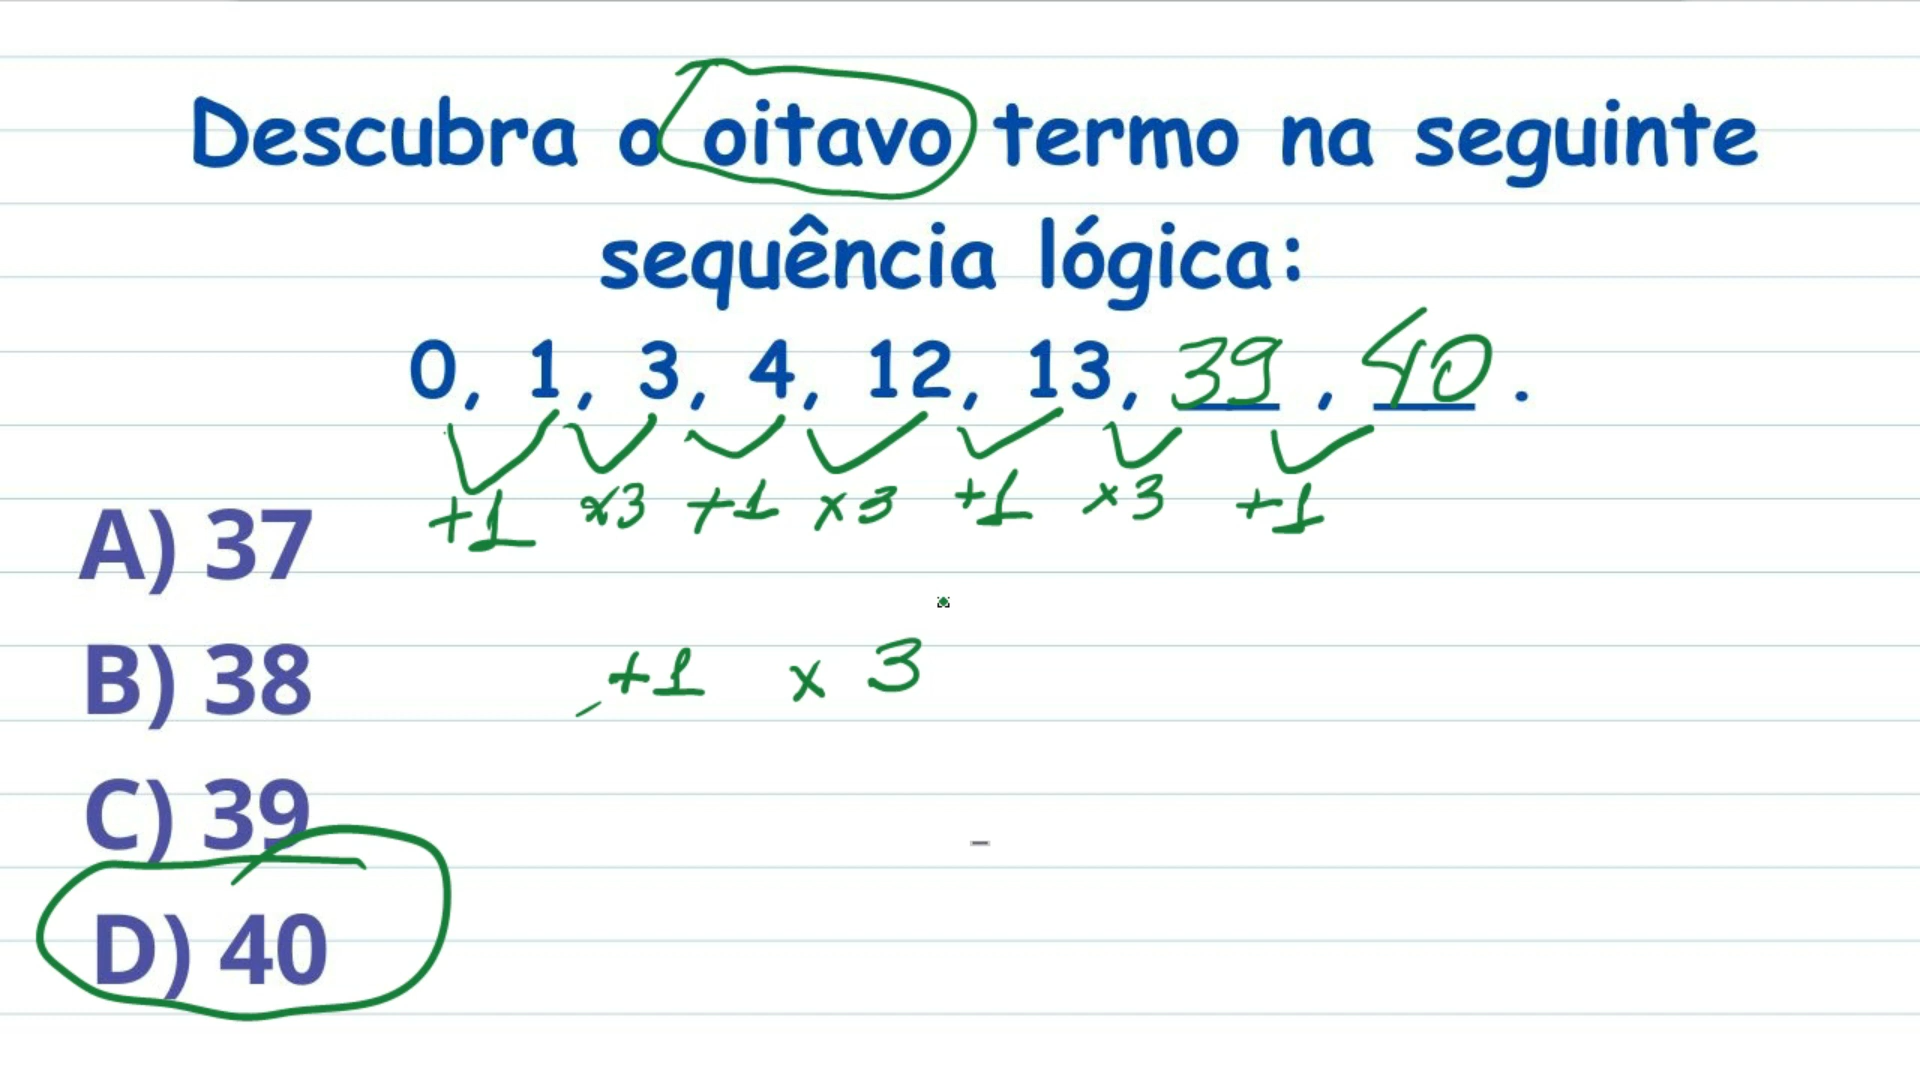 Descubra o oitavo termo na seguinte
sequência lógica:
0, 1, 3, 4, 12, 13, 39 , 40 .
+1 x3 +1 x3 +1 x3 +1
A) 37
B) 38
+1 x 3
C) 39
D) 40